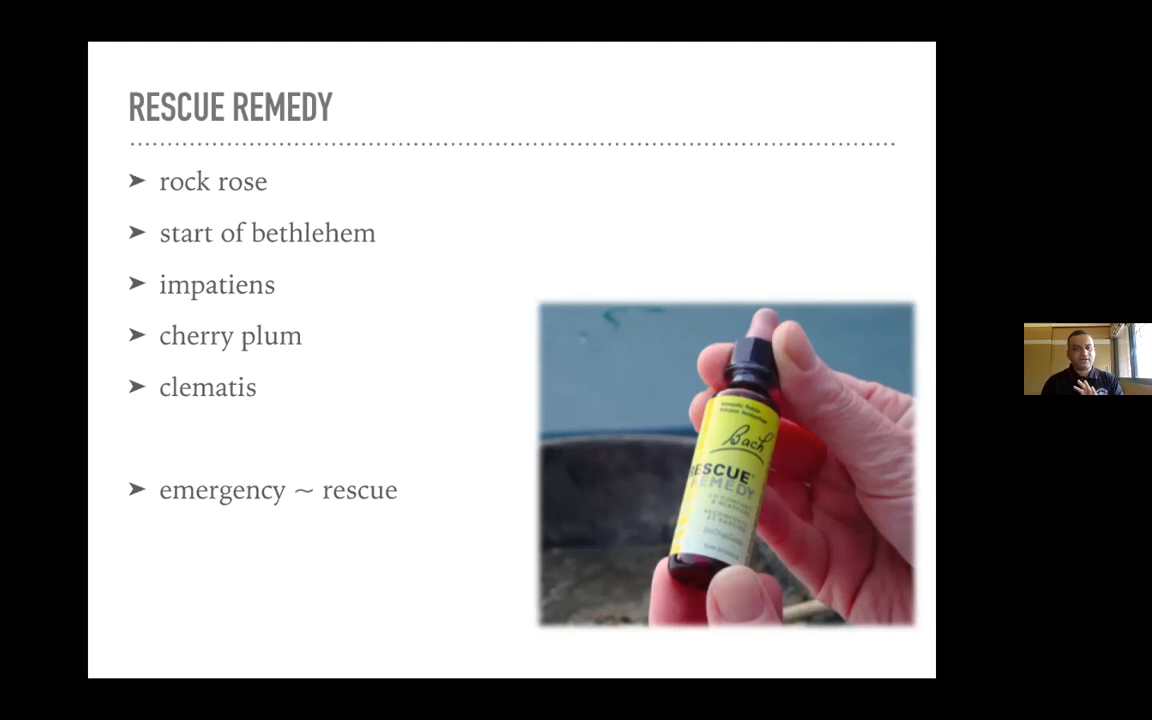 RESCUE REMEDY
➤ rock rose
➤ start of bethlehem
➤ impatiens
➤ cherry plum
➤ clematis
➤ emergency ~ rescue
Bach
RESCUE
REMEDY